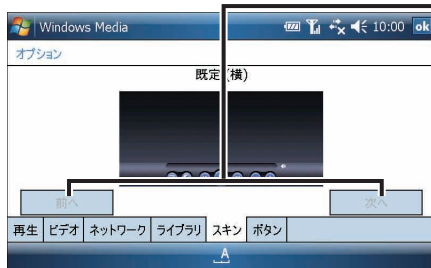 Windows Media 10:00 ok
オプション
既定 (横)
前へ 次へ
再生 ビデオ ネットワーク ライブラリ スキン ボタン
A